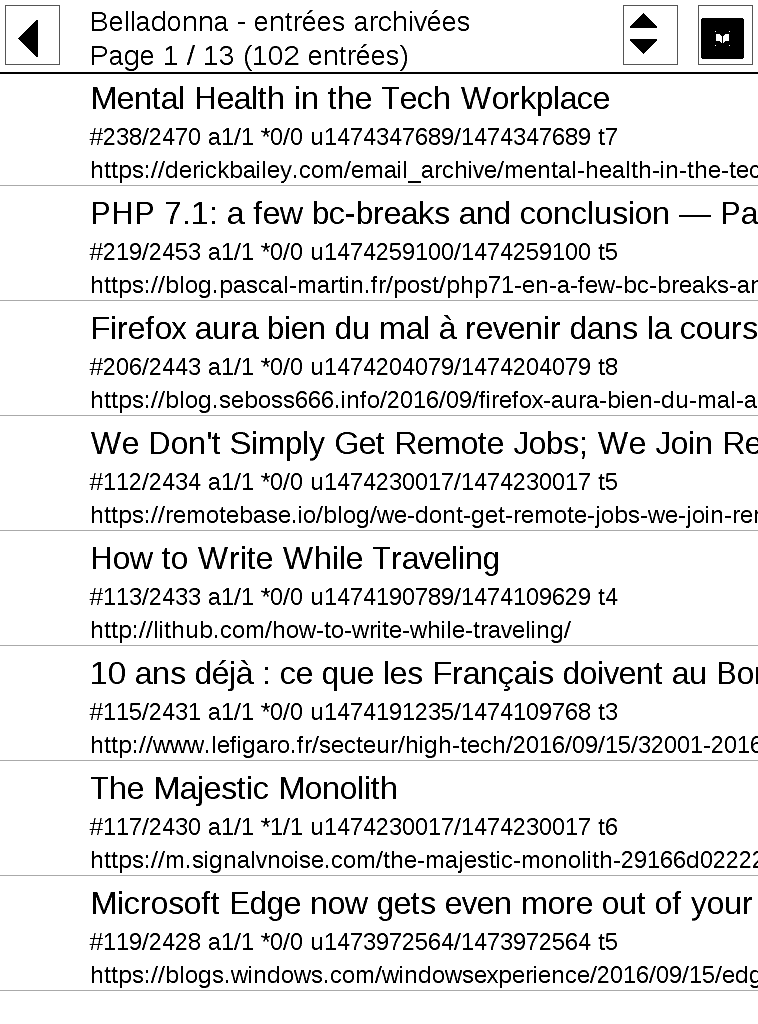 Belladonna - entrées archivées
Page 1 / 13 (102 entrées)
Mental Health in the Tech Workplace
#238/2470 a1/1 *0/0 u1474347689/1474347689 t7
https://derickbailey.com/email_archive/mental-health-in-the-tec
PHP 7.1: a few bc-breaks and conclusion — Pa
#219/2453 a1/1 *0/0 u1474259100/1474259100 t5
https://blog.pascal-martin.fr/post/php71-en-a-few-bc-breaks-an
Firefox aura bien du mal à revenir dans la cours
#206/2443 a1/1 *0/0 u1474204079/1474204079 t8
https://blog.seboss666.info/2016/09/firefox-aura-bien-du-mal-a
We Don't Simply Get Remote Jobs; We Join Re
#112/2434 a1/1 *0/0 u1474230017/1474230017 t5
https://remotebase.io/blog/we-dont-get-remote-jobs-we-join-rer
How to Write While Traveling
#113/2433 a1/1 *0/0 u1474190789/1474109629 t4
http://lithub.com/how-to-write-while-traveling/
10 ans déjà : ce que les Français doivent au Bor
#115/2431 a1/1 *0/0 u1474191235/1474109768 t3
http://www.lefigaro.fr/secteur/high-tech/2016/09/15/32001-2016
The Majestic Monolith
#117/2430 a1/1 *1/1 u1474230017/1474230017 t6
https://m.signalvnoise.com/the-majestic-monolith-29166d02222
Microsoft Edge now gets even more out of your
#119/2428 a1/1 *0/0 u1473972564/1473972564 t5
https://blogs.windows.com/windowsexperience/2016/09/15/edg